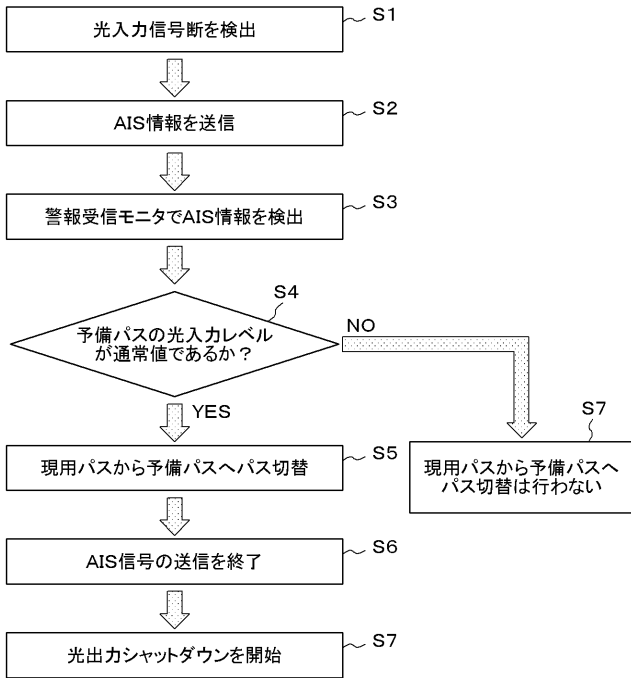 光入力信号断を検出
S1
AIS情報を送信
S2
警報受信モニタでAIS情報を検出
S3
S4
予備パスの光入力レベル
が通常値であるか？
NO
YES
現用パスから予備パスへパス切替
S5
S7
現用パスから予備パスへ
パス切替は行わない
AIS信号の送信を終了
S6
光出力シャットダウンを開始
S7